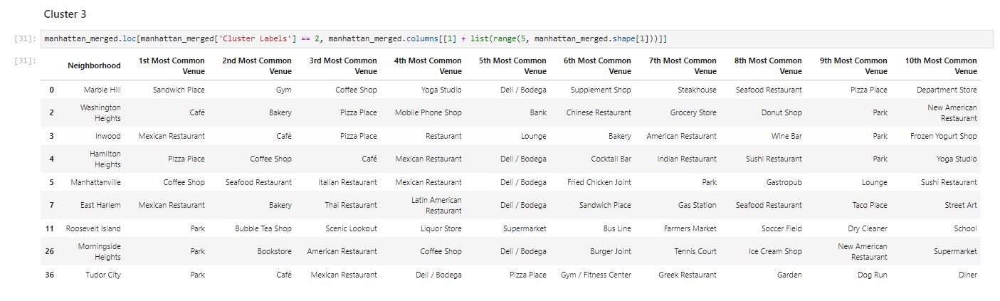 Cluster 3
[31]: manhattan_merged.loc[manhattan_merged['Cluster Labels'] == 2, manhattan_merged.columns[[1] + list(range(5, manhattan_merged.shape[1]))]]
[31]:
Neighborhood 1st Most Common Venue 2nd Most Common Venue 3rd Most Common Venue 4th Most Common Venue 5th Most Common Venue 6th Most Common Venue 7th Most Common Venue 8th Most Common Venue 9th Most Common Venue 10th Most Common Venue
0 Marble Hill Sandwich Place Gym Coffee Shop Yoga Studio Deli / Bodega Supplement Shop Steakhouse Seafood Restaurant Pizza Place Department Store
2 Washington Heights Café Bakery Pizza Place Mobile Phone Shop Bank Chinese Restaurant Grocery Store Donut Shop Park New American Restaurant
3 Inwood Mexican Restaurant Café Pizza Place Restaurant Lounge Bakery American Restaurant Wine Bar Park Frozen Yogurt Shop
4 Hamilton Heights Pizza Place Coffee Shop Café Mexican Restaurant Deli / Bodega Cocktail Bar Indian Restaurant Sushi Restaurant Park Yoga Studio
5 Manhattanville Coffee Shop Seafood Restaurant Italian Restaurant Mexican Restaurant Deli / Bodega Fried Chicken Joint Park Gastropub Lounge Sushi Restaurant
7 East Harlem Mexican Restaurant Bakery Thai Restaurant Latin American Restaurant Deli / Bodega Sandwich Place Gas Station Seafood Restaurant Taco Place Street Art
11 Roosevelt Island Park Bubble Tea Shop Scenic Lookout Liquor Store Supermarket Bus Line Farmers Market Soccer Field Dry Cleaner School
26 Morningside Heights Park Bookstore American Restaurant Coffee Shop Deli / Bodega Burger Joint Tennis Court Ice Cream Shop New American Restaurant Supermarket
36 Tudor City Park Café Mexican Restaurant Deli / Bodega Pizza Place Gym / Fitness Center Greek Restaurant Garden Dog Run Diner